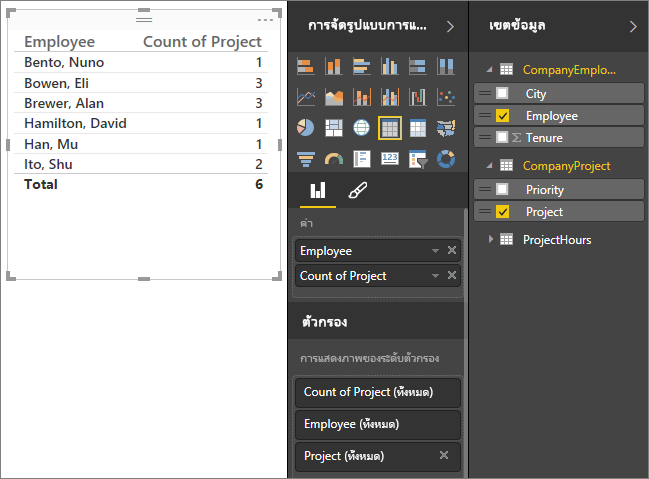 Employee Count of Project
Bento, Nuno 1
Bowen, Eli 3
Brewer, Alan 3
Hamilton, David 1
Han, Mu 1
Ito, Shu 2
Total 6
การจัดรูปแบบการแ...
123
ค่า
Employee
Count of Project
ตัวกรอง
การแสดงภาพของระดับตัวกรอง
Count of Project (ทั้งหมด)
Employee (ทั้งหมด)
Project (ทั้งหมด)
เขตข้อมูล
CompanyEmplo...
City
Employee
Σ Tenure
CompanyProject
Priority
Project
ProjectHours